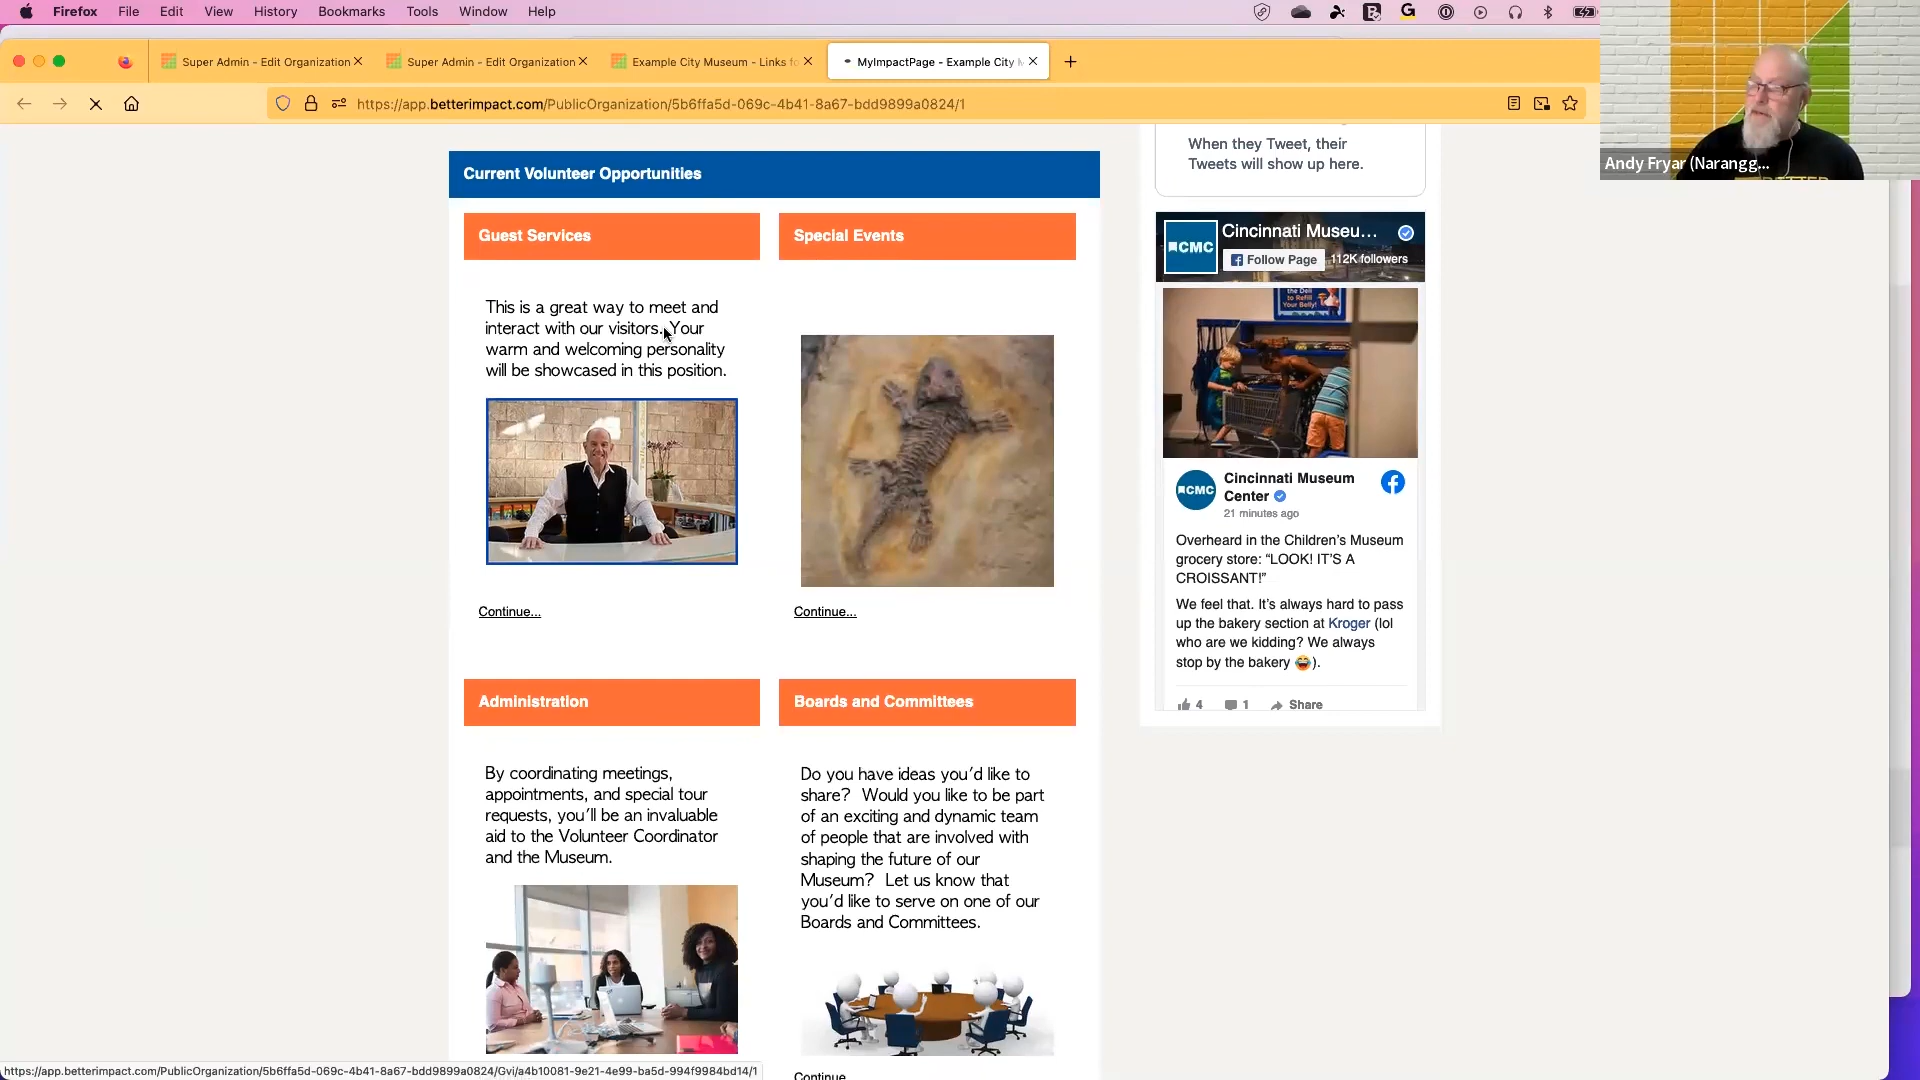 Firefox File Edit View History Bookmarks Tools Window Help
Super Admin - Edit Organization
Super Admin - Edit Organization
Example City Museum - Links fo
MyImpactPage - Example City M
https://app.betterimpact.com/PublicOrganization/5b6ffa5d-069c-4b41-8a67-bdd9899a0824/1
Andy Fryar (Narangg...
Current Volunteer Opportunities
Guest Services
This is a great way to meet and
interact with our visitors. Your
warm and welcoming personality
will be showcased in this position.
Continue...
Special Events
Continue...
Administration
By coordinating meetings,
appointments, and special tour
requests, you'll be an invaluable
aid to the Volunteer Coordinator
and the Museum.
Boards and Committees
Do you have ideas you'd like to
share? Would you like to be part
of an exciting and dynamic team
of people that are involved with
shaping the future of our
Museum? Let us know that
you'd like to serve on one of our
Boards and Committees.
Continue
When they Tweet, their
Tweets will show up here.
CMC
Cincinnati Museu...
Follow Page
112K followers
the Deli
to Refill
Your Belly!
CMC
Cincinnati Museum
Center
21 minutes ago
Overheard in the Children's Museum
grocery store: “LOOK! IT'S A
CROISSANT!”
We feel that. It's always hard to pass
up the bakery section at Kroger (lol
who are we kidding? We always
stop by the bakery 😂).
4 1 Share
https://app.betterimpact.com/PublicOrganization/5b6ffa5d-069c-4b41-8a67-bdd9899a0824/Gvi/a4b10081-9e21-4e99-ba5d-994f9984bd14/1